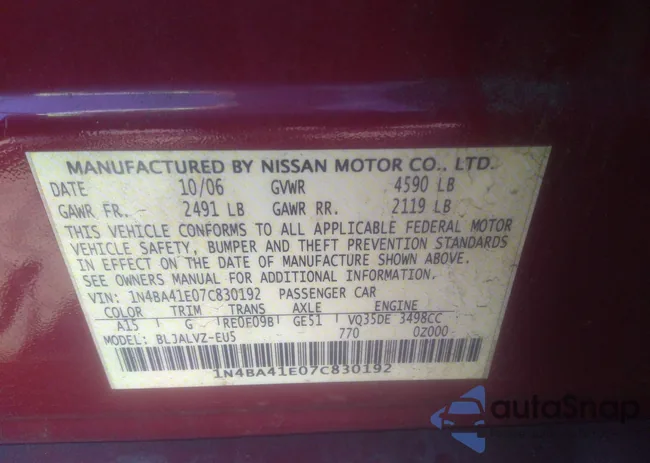 MANUFACTURED BY NISSAN MOTOR CO., LTD.
DATE 10/06 GVWR 4590 LB
GAWR FR. 2491 LB GAWR RR. 2119 LB
THIS VEHICLE CONFORMS TO ALL APPLICABLE FEDERAL MOTOR
VEHICLE SAFETY, BUMPER AND THEFT PREVENTION STANDARDS
IN EFFECT ON THE DATE OF MANUFACTURE SHOWN ABOVE.
SEE OWNERS MANUAL FOR ADDITIONAL INFORMATION.
VIN: 1N4BA41E07C830192 PASSENGER CAR
COLOR TRIM TRANS AXLE ENGINE
A15 G RE0F09B GE51 VQ35DE 3498CC
MODEL: BLJALVZ-EU5 770 0Z000
1N4BA41E07C830192
autoSnap